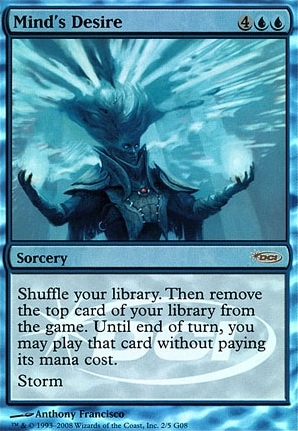 Mind's Desire 4
Sorcery
DCI
Shuffle your library. Then remove
the top card of your library from
the game. Until end of turn, you
may play that card without paying
its mana cost.
Storm
Anthony Francisco
™ & © 1993–2008 Wizards of the Coast, Inc. 2/5 G08